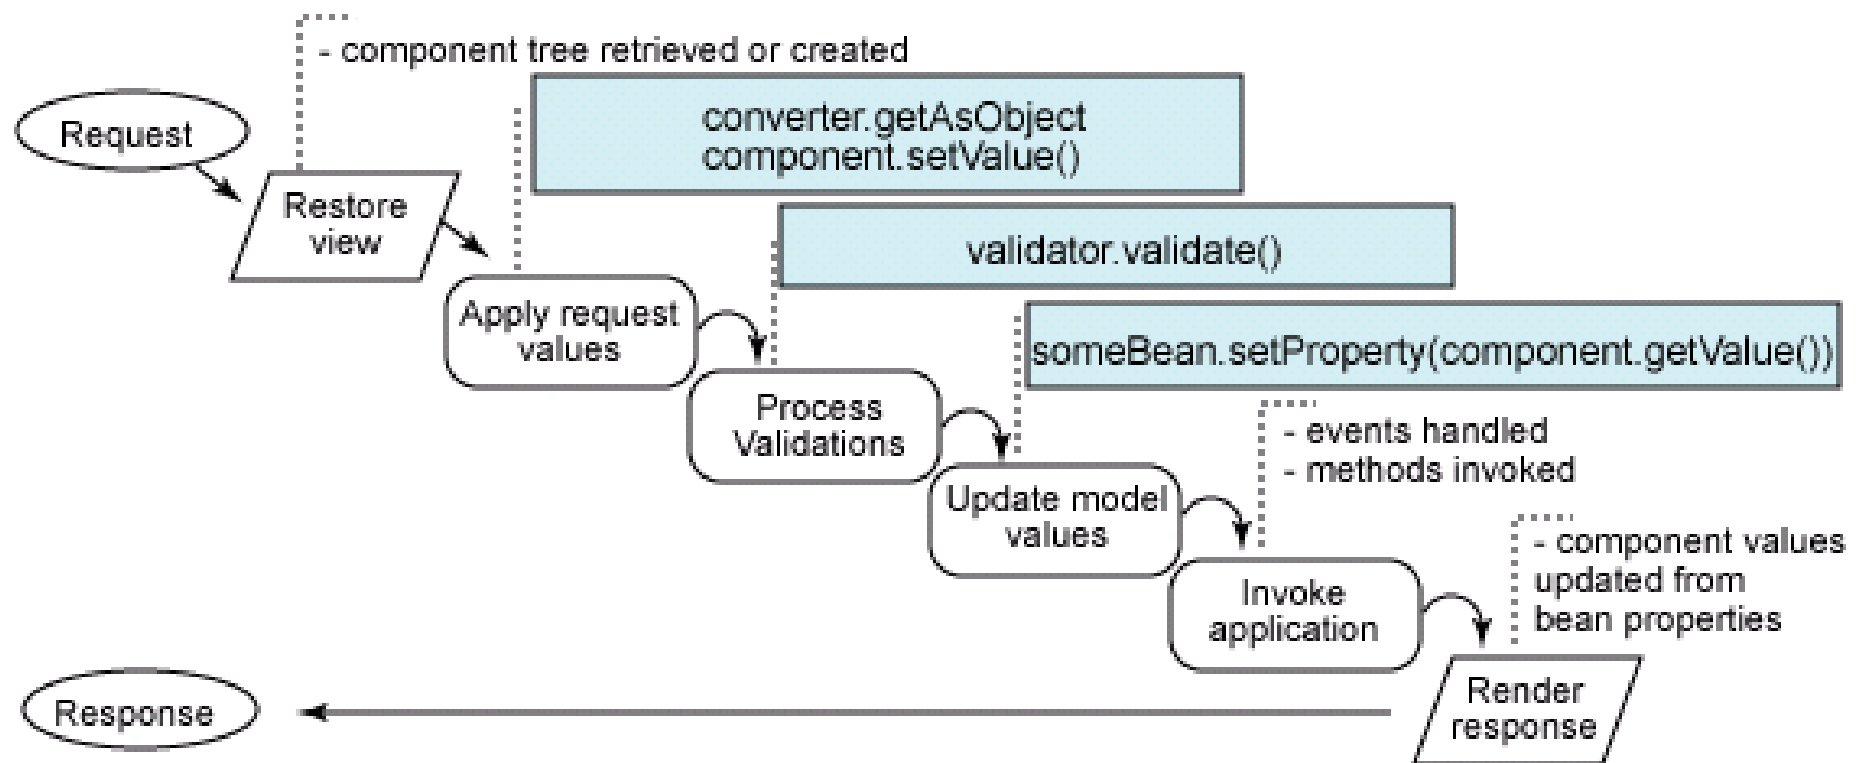 - component tree retrieved or created
Request
converter.getAsObject
component.setValue()
Restore
view
validator.validate()
Apply request
values
someBean.setProperty(component.getValue())
Process
Validations
- events handled
- methods invoked
Update model
values
- component values
updated from
bean properties
Invoke
application
Render
response
Response